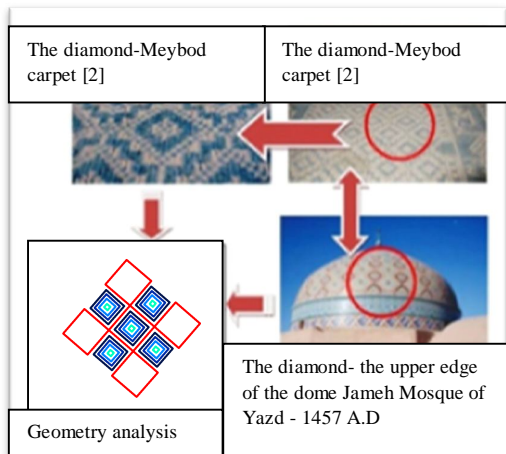 The diamond-Meybod
carpet [2]
The diamond-Meybod
carpet [2]
The diamond- the upper edge
of the dome Jameh Mosque of
Yazd - 1457 A.D
Geometry analysis